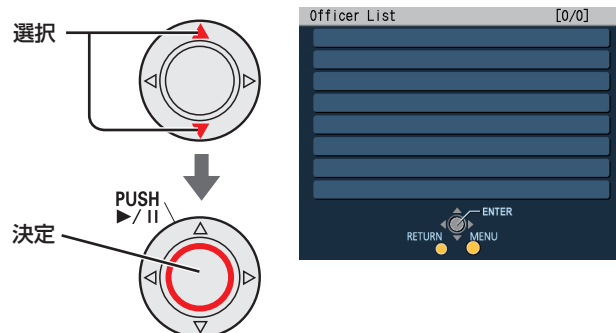 選択
PUSH
▶/II
決定
Officer List [0/0]
ENTER
RETURN MENU